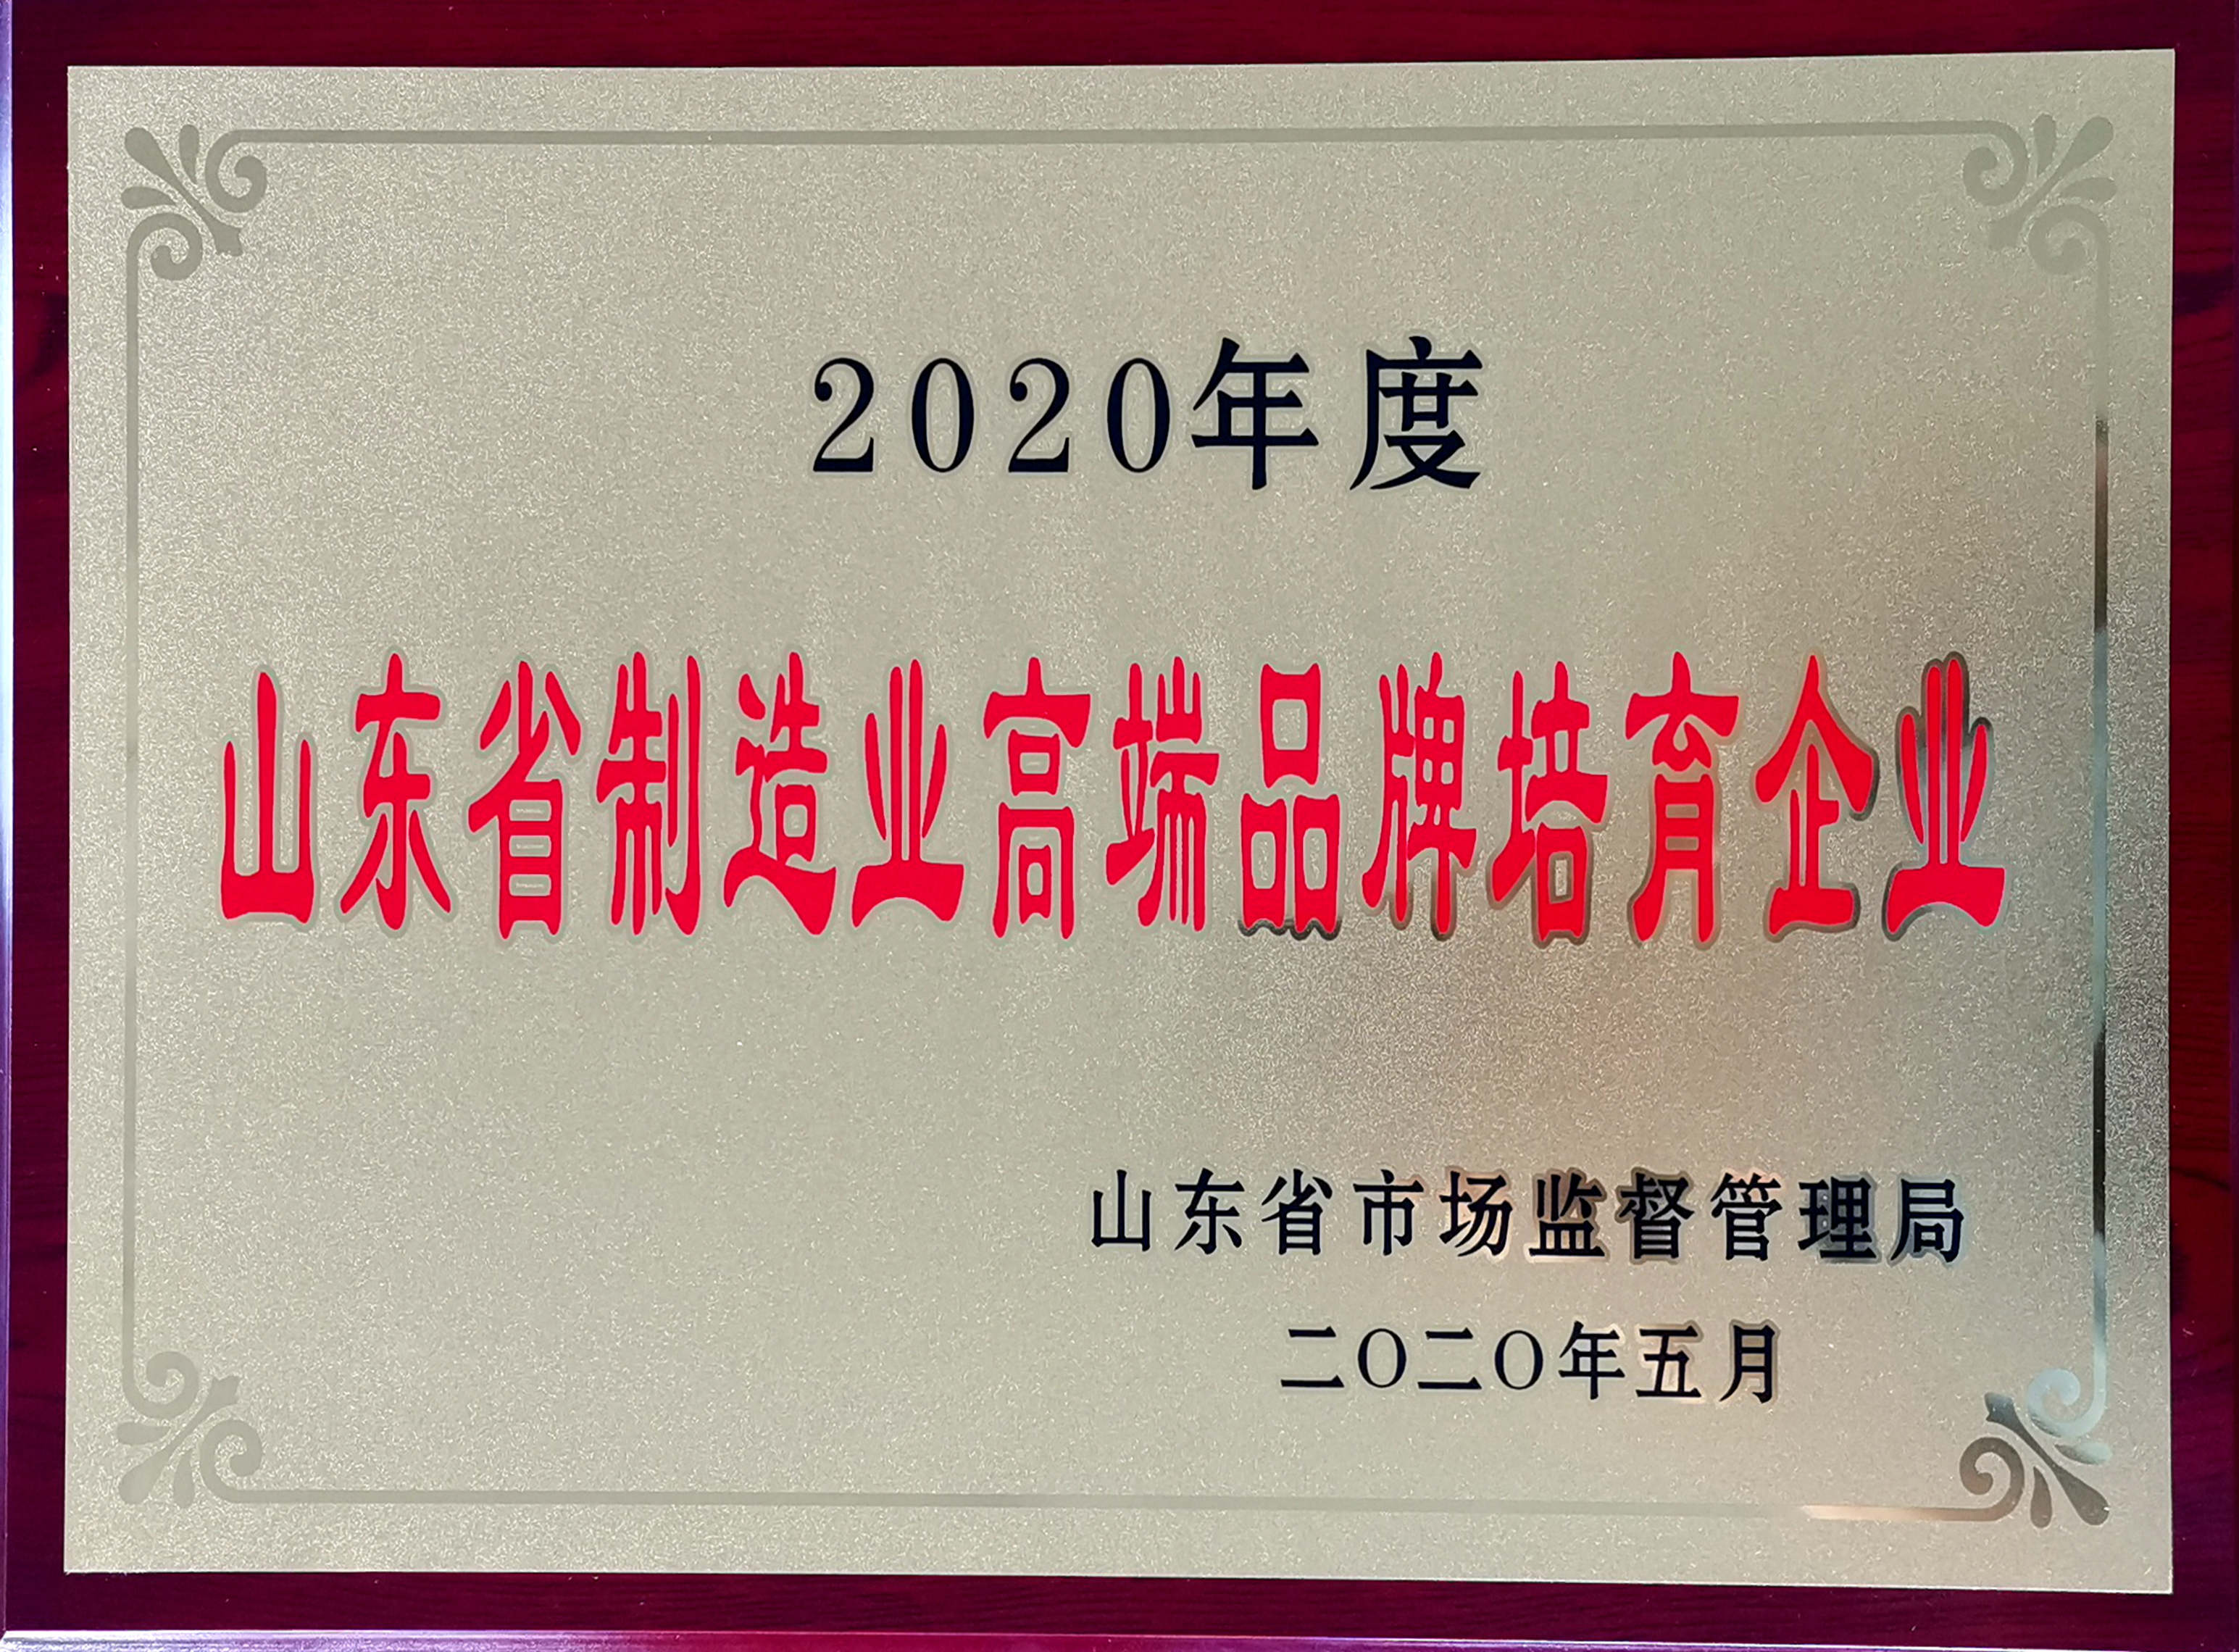 2020年度
山东省制造业高端品牌培育企业
山东省市场监督管理局
二〇二〇年五月